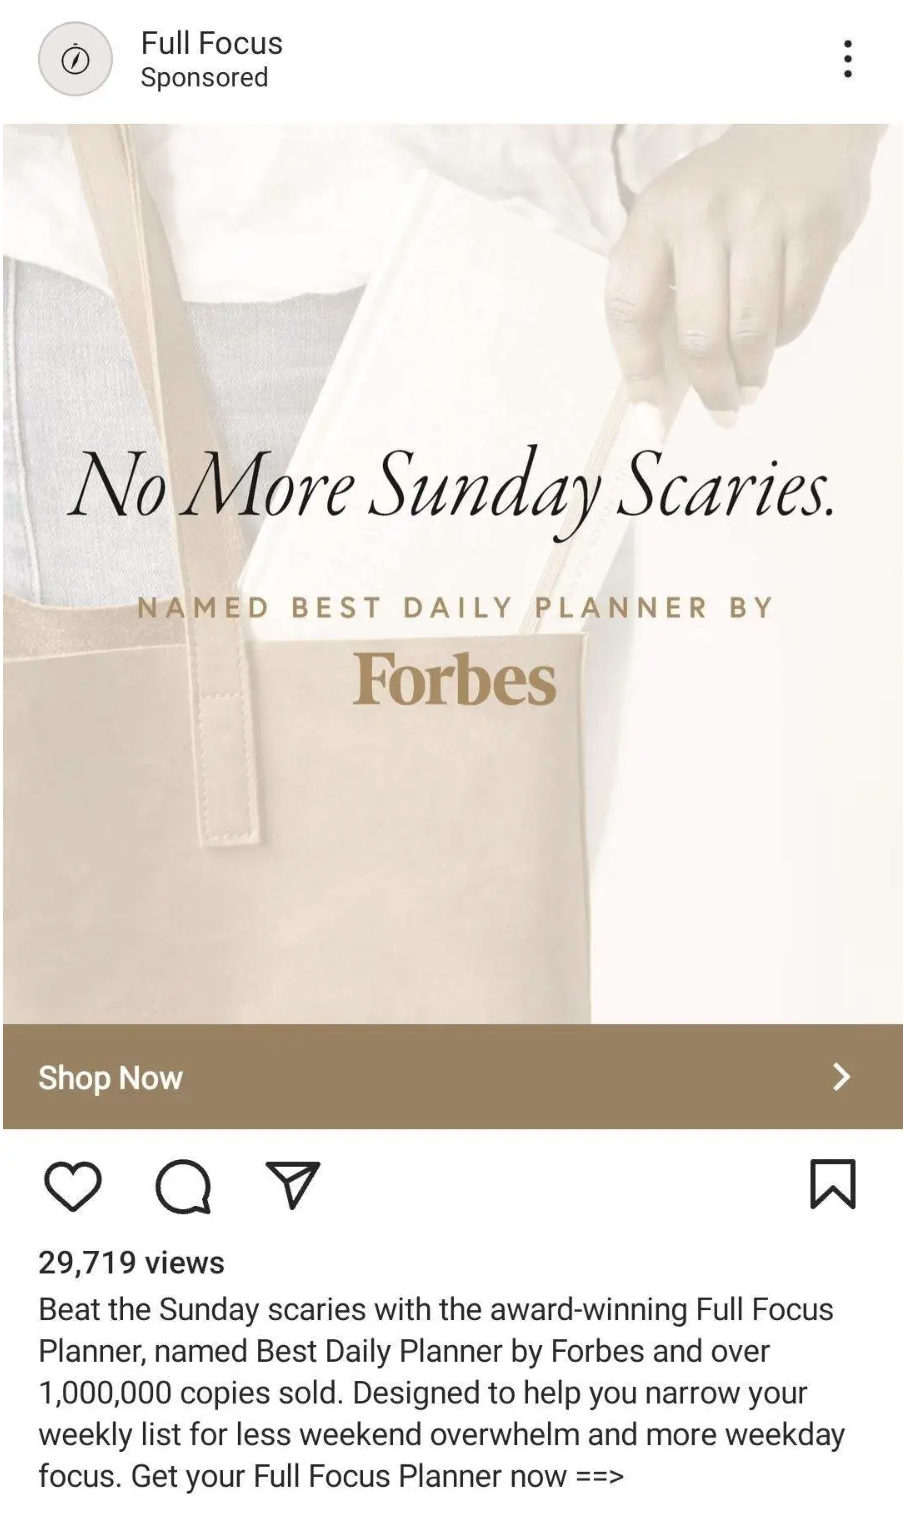 Full Focus
Sponsored
No More Sunday Scaries.
NAMED BEST DAILY PLANNER BY
Forbes
Shop Now
29,719 views
Beat the Sunday scaries with the award-winning Full Focus
Planner, named Best Daily Planner by Forbes and over
1,000,000 copies sold. Designed to help you narrow your
weekly list for less weekend overwhelm and more weekday
focus. Get your Full Focus Planner now ==>